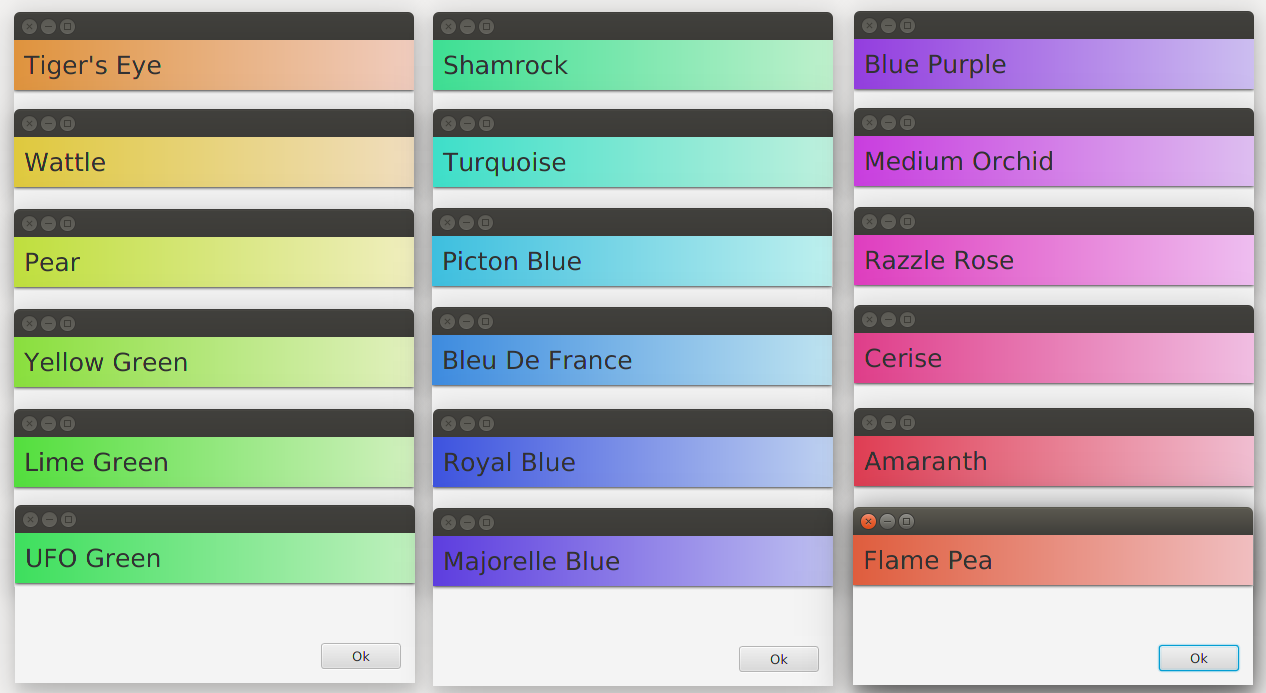 Tiger's Eye
Wattle
Pear
Yellow Green
Lime Green
UFO Green
Ok
Shamrock
Turquoise
Picton Blue
Bleu De France
Royal Blue
Majorelle Blue
Ok
Blue Purple
Medium Orchid
Razzle Rose
Cerise
Amaranth
Flame Pea
Ok